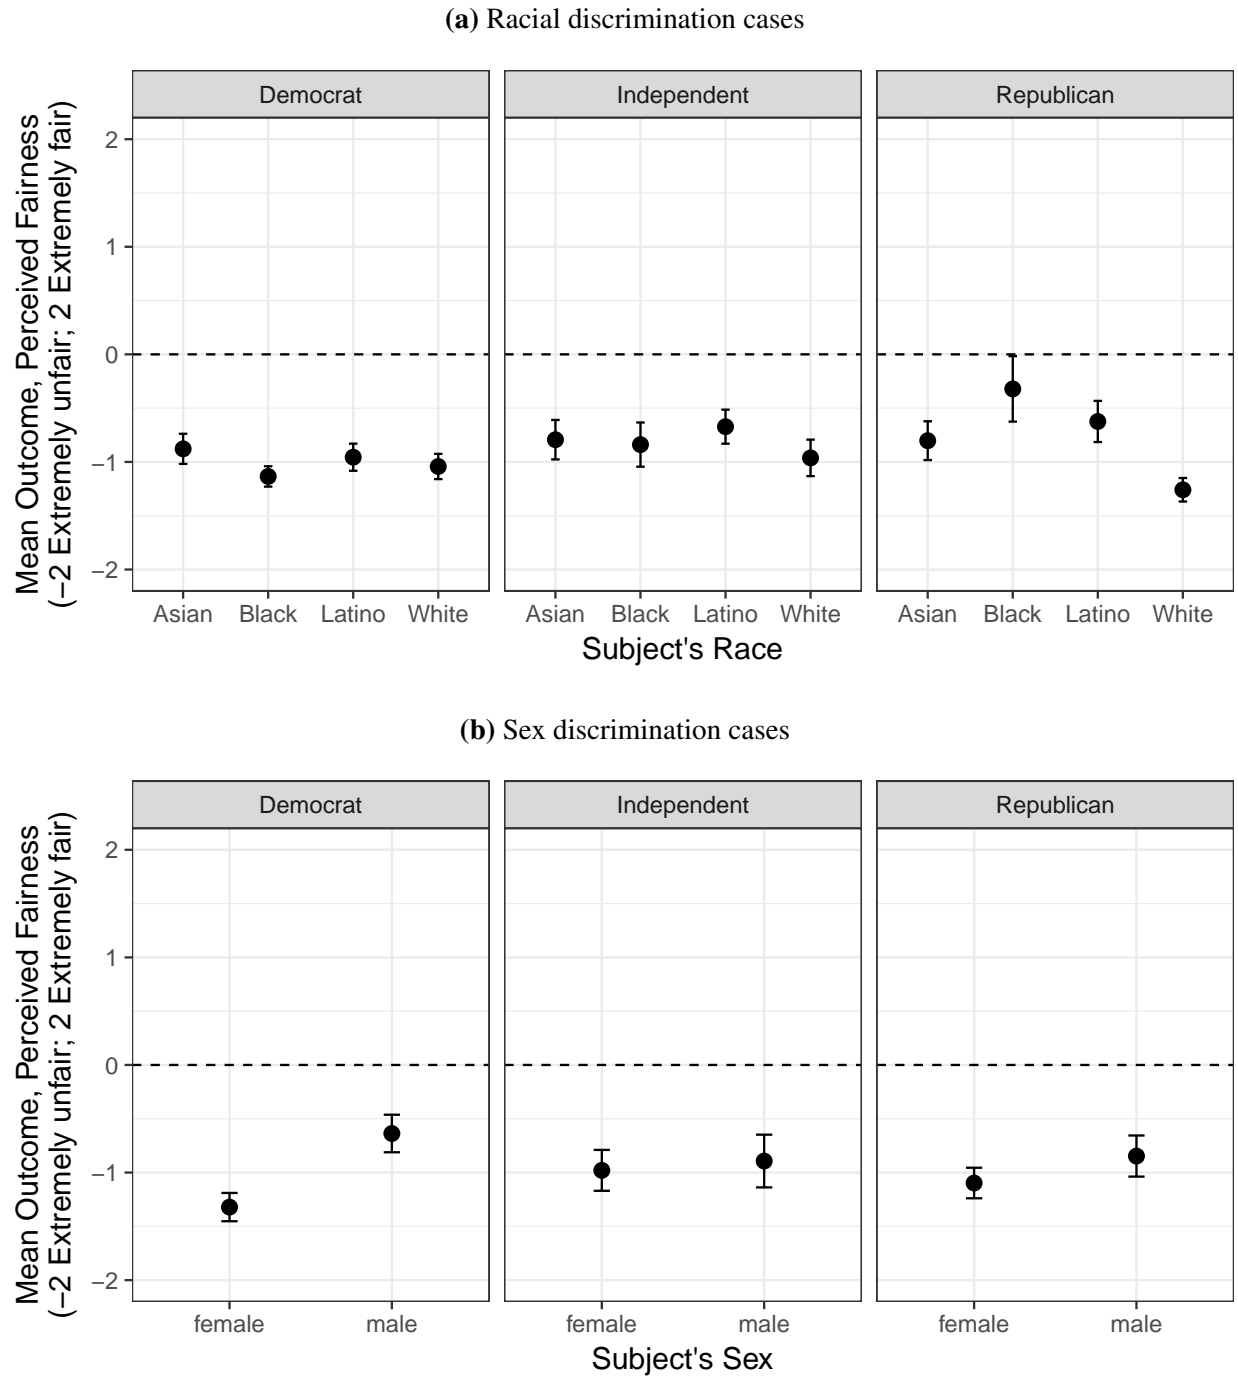 (a) Racial discrimination cases
Democrat Independent Republican
Mean Outcome, Perceived Fairness
(−2 Extremely unfair; 2 Extremely fair)
2
1
0
−1
−2
Asian Black Latino White Asian Black Latino White Asian Black Latino White
Subject's Race
(b) Sex discrimination cases
Democrat Independent Republican
Mean Outcome, Perceived Fairness
(−2 Extremely unfair; 2 Extremely fair)
2
1
0
−1
−2
female male female male female male
Subject's Sex